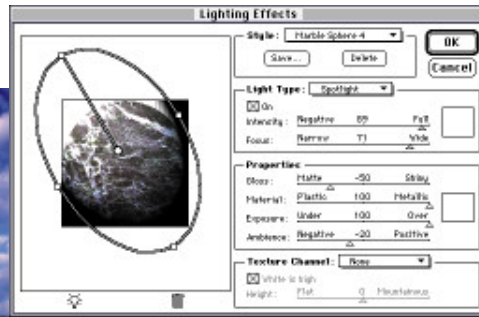 Lighting Effects
Style: Marble Sphere 4
OK
Save... Delete
Cancel
Light Type: Spotlight
On
Intensity: Negative 89 Full
Focus: Narrow 71 Wide
Properties
Gloss: Matte -50 Shiny
Material: Plastic 100 Metallic
Exposure: Under 100 Over
Ambience: Negative -20 Positive
Texture Channel: None
White is high
Height: Flat 0 Mountainous